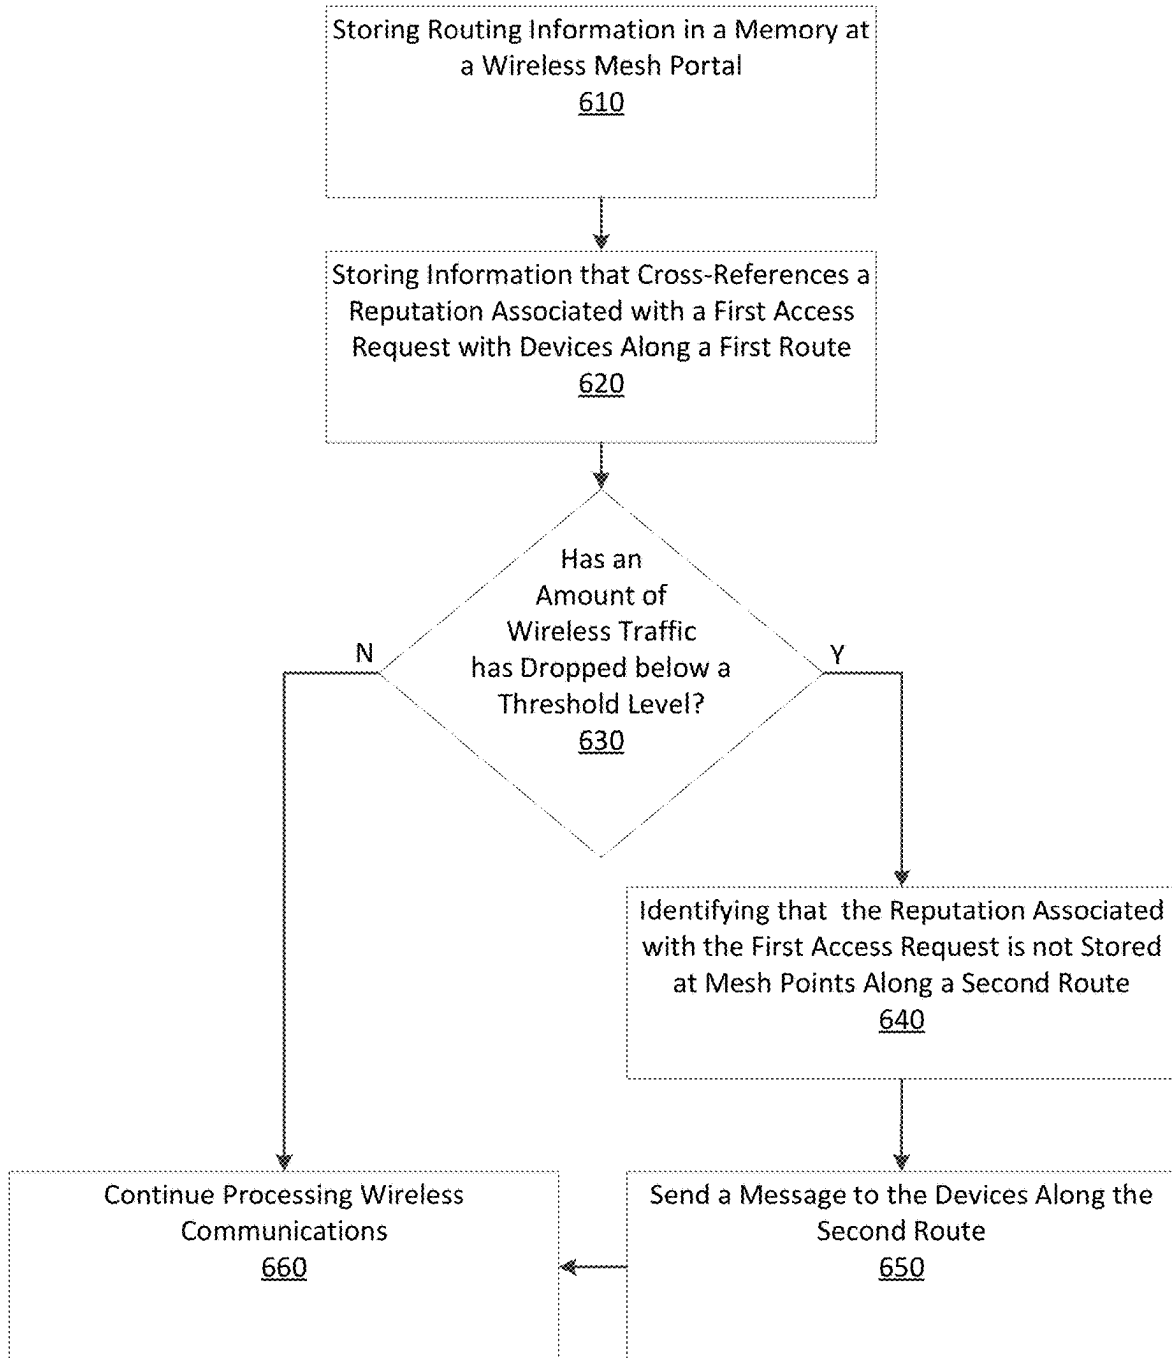 Storing Routing Information in a Memory at
a Wireless Mesh Portal
610
Storing Information that Cross-References a
Reputation Associated with a First Access
Request with Devices Along a First Route
620
Has an
Amount of
Wireless Traffic
has Dropped below a
Threshold Level?
630
N
Y
Identifying that the Reputation Associated
with the First Access Request is not Stored
at Mesh Points Along a Second Route
640
Continue Processing Wireless
Communications
660
Send a Message to the Devices Along the
Second Route
650